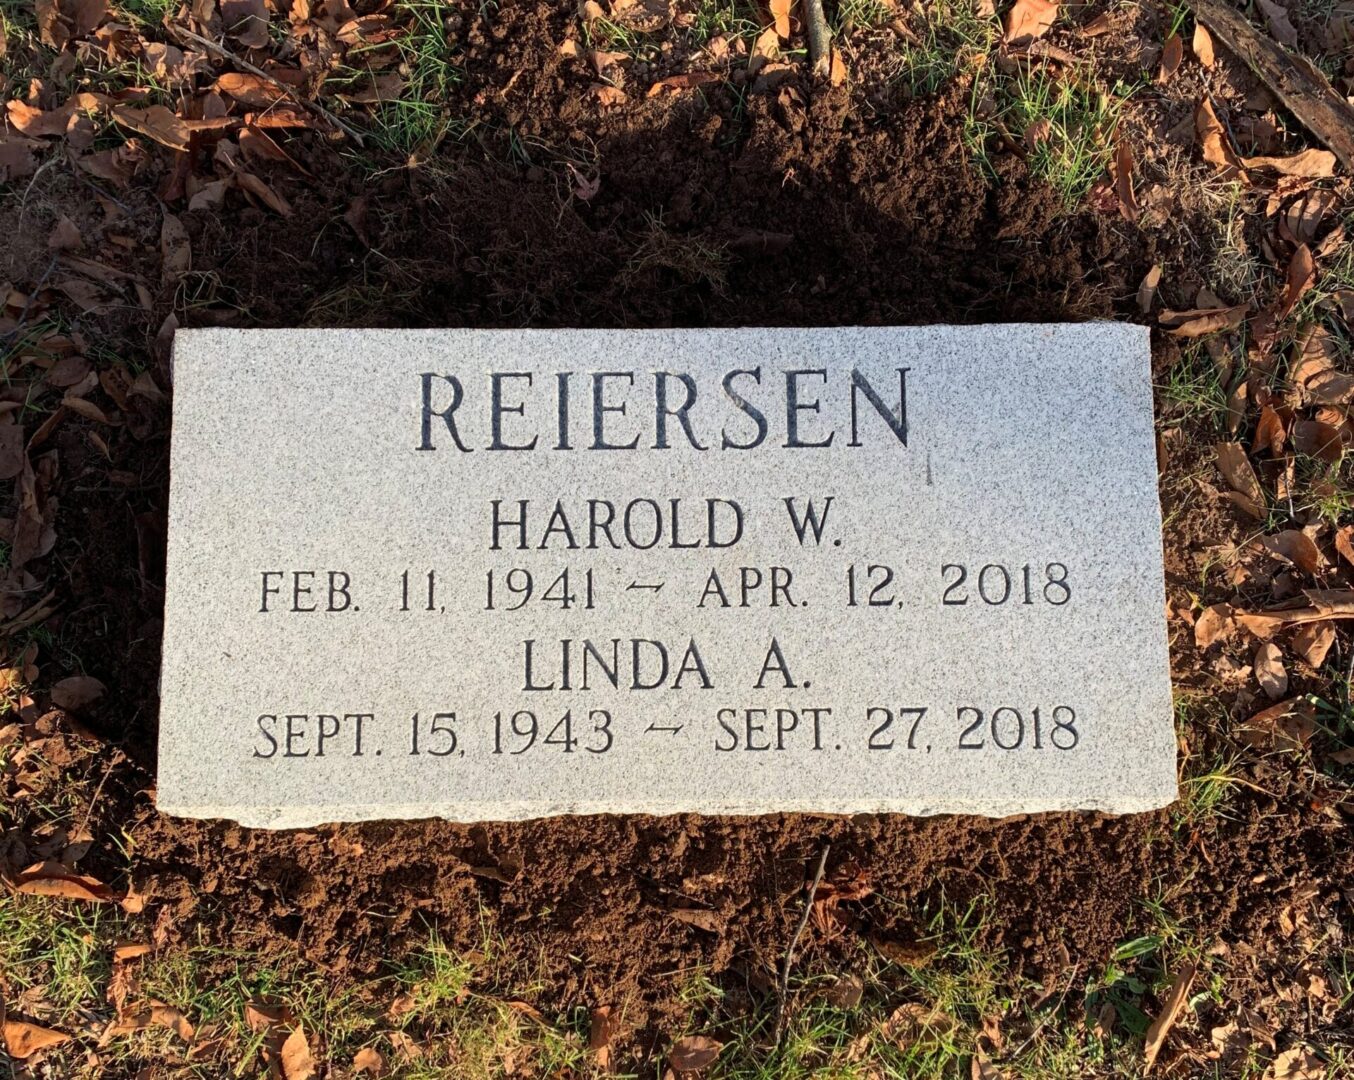 REIERSEN
HAROLD W.
FEB. 11, 1941 ~ APR. 12, 2018
LINDA A.
SEPT. 15, 1943 ~ SEPT. 27, 2018